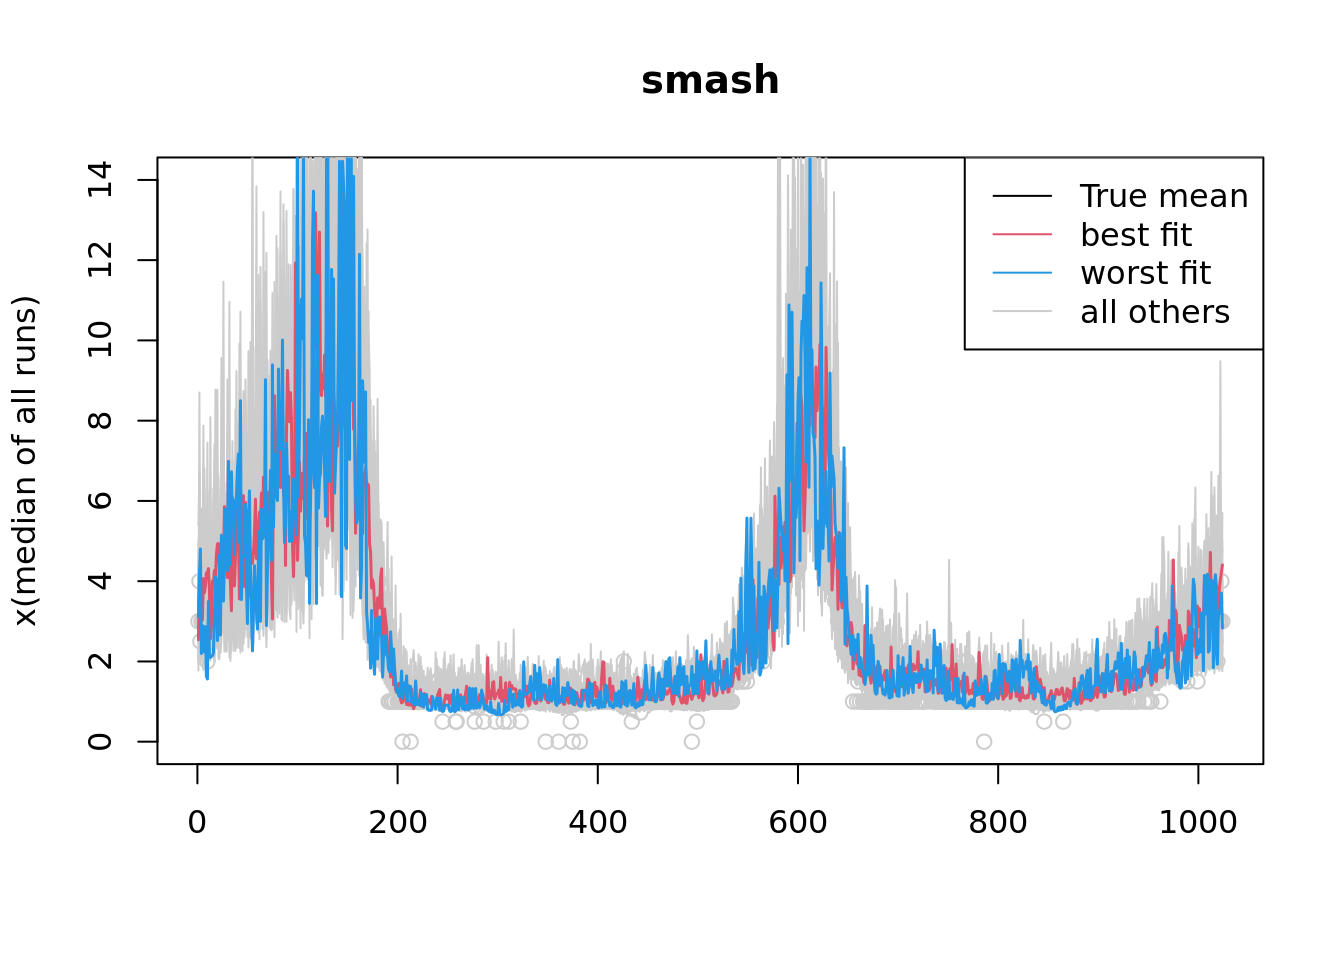 smash
x(median of all runs)
14
12
10
8
6
4
2
0
True mean
best fit
worst fit
all others
0 200 400 600 800 1000